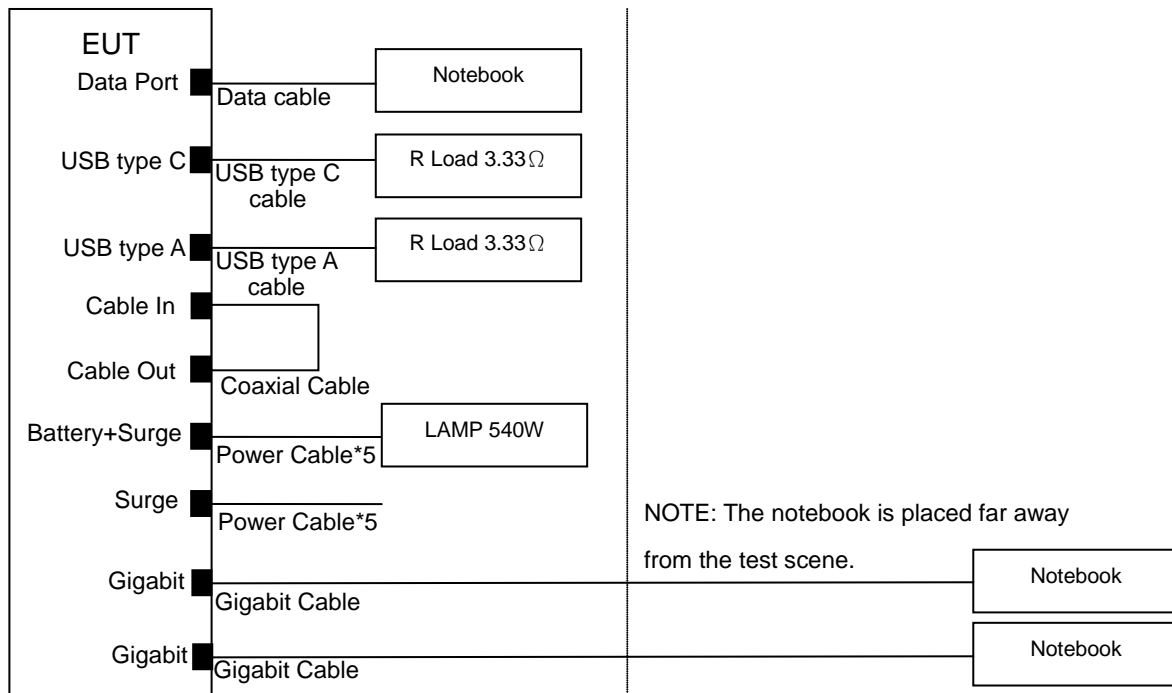 EUT
Data Port
Data cable
Notebook
USB type C
USB type C
cable
R Load 3.33Ω
USB type A
USB type A
cable
R Load 3.33Ω
Cable In
Cable Out
Coaxial Cable
Battery+Surge
Power Cable*5
LAMP 540W
Surge
Power Cable*5
NOTE: The notebook is placed far away
from the test scene.
Gigabit
Gigabit Cable
Notebook
Gigabit
Gigabit Cable
Notebook